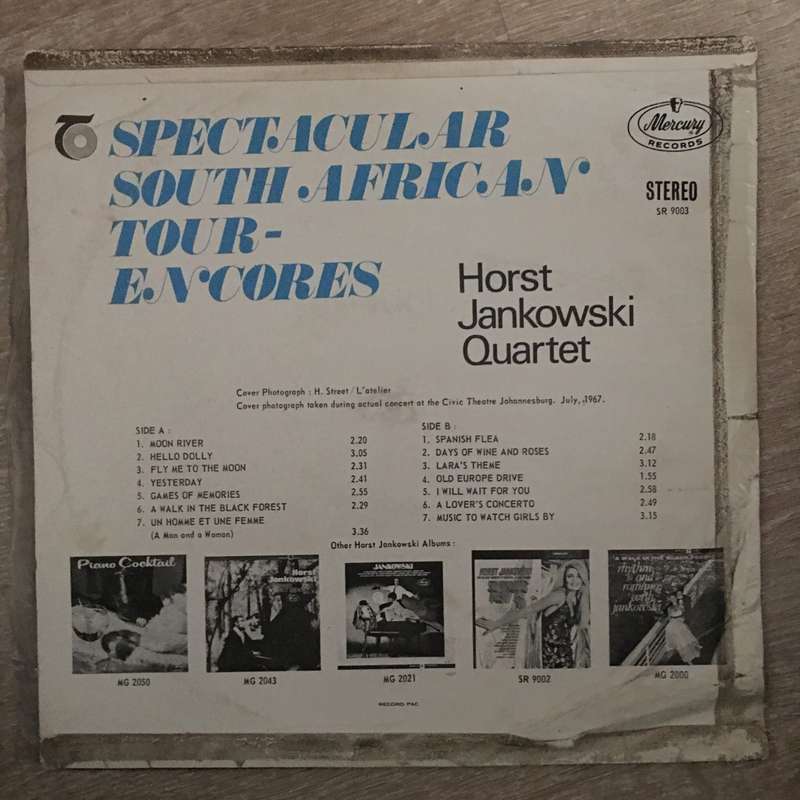 SPECTACULAR
SOUTH AFRICAN
TOUR-
ENCORES
Mercury
RECORDS
STEREO
SR 9003
Horst
Jankowski
Quartet
Cover Photograph : H. Street / L'atelier
Cover photograph taken during actual concert at the Civic Theatre Johannesburg. July, 1967.
SIDE A :
1. MOON RIVER 2.20
2. HELLO DOLLY 3.05
3. FLY ME TO THE MOON 2.31
4. YESTERDAY 2.41
5. GAMES OF MEMORIES 2.55
6. A WALK IN THE BLACK FOREST 2.29
7. UN HOMME ET UNE FEMME
(A Man and a Woman) 3.36
SIDE B :
1. SPANISH FLEA 2.18
2. DAYS OF WINE AND ROSES 2.47
3. LARA'S THEME 3.12
4. OLD EUROPE DRIVE 1.55
5. I WILL WAIT FOR YOU 2.58
6. A LOVER'S CONCERTO 2.49
7. MUSIC TO WATCH GIRLS BY 3.15
Other Horst Jankowski Albums :
Piano Cocktail
Horst
Jankowski
JANKOWSKI
HORST JANKOWSKI
A WALK IN THE BLACK FOREST
rhythm
and
romance
with
jankowski
MG 2050
MG 2043
MG 2021
SR 9002
MG 2000
RECORD PAC